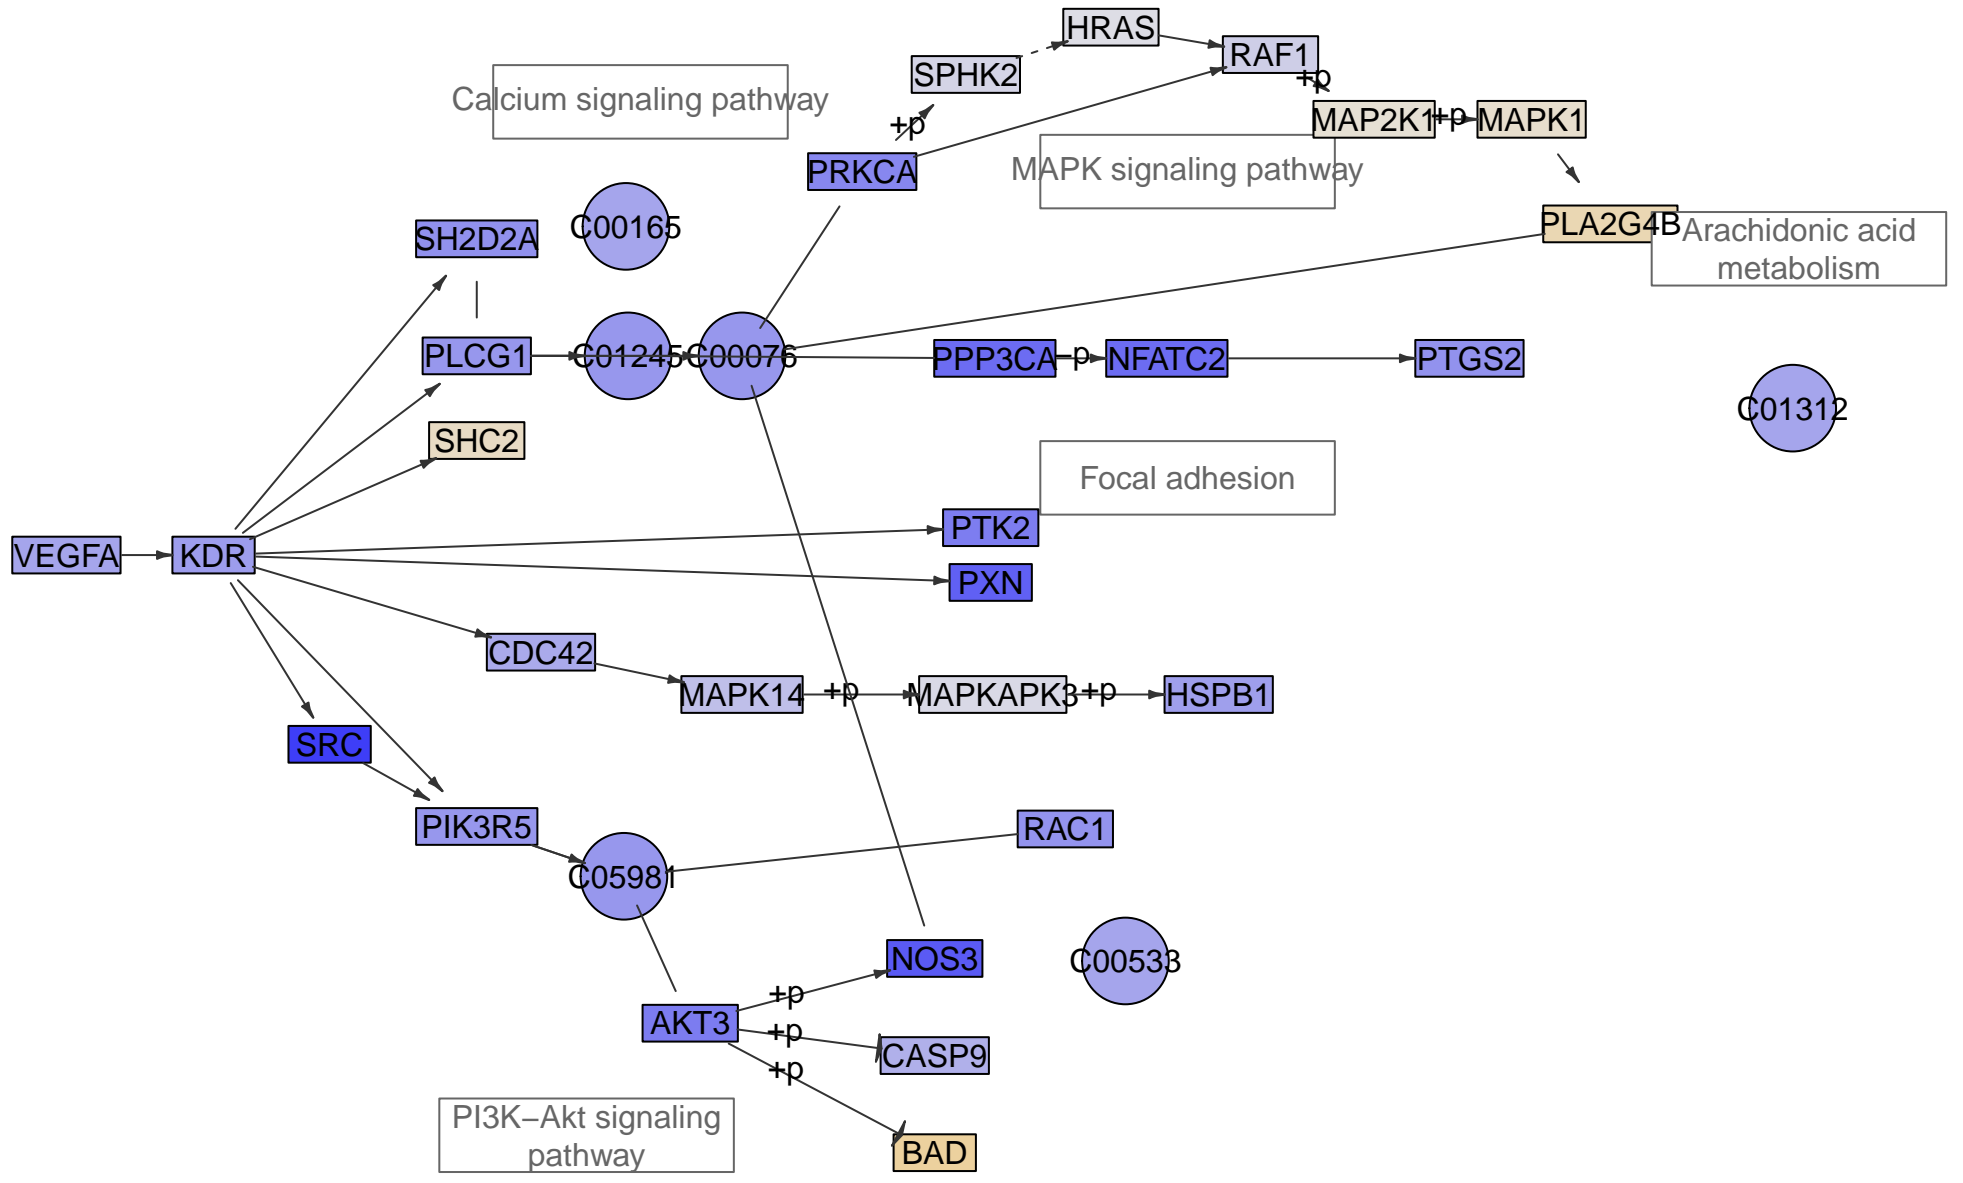 HRAS
RAF1
+p
SPHK2
Calcium signaling pathway
+p
MAP2K1
+p
MAPK1
PRKCA
MAPK signaling pathway
C00165
SH2D2A
PLA2G4B
Arachidonic acid
metabolism
PLCG1
C01245
C00076
PPP3CA
−p
NFATC2
PTGS2
C01312
SHC2
Focal adhesion
PTK2
VEGFA
KDR
PXN
CDC42
MAPK14
+p
MAPKAPK3
+p
HSPB1
SRC
PIK3R5
RAC1
C05981
NOS3
C00533
+p
AKT3
+p
CASP9
+p
PI3K−Akt signaling
pathway
BAD